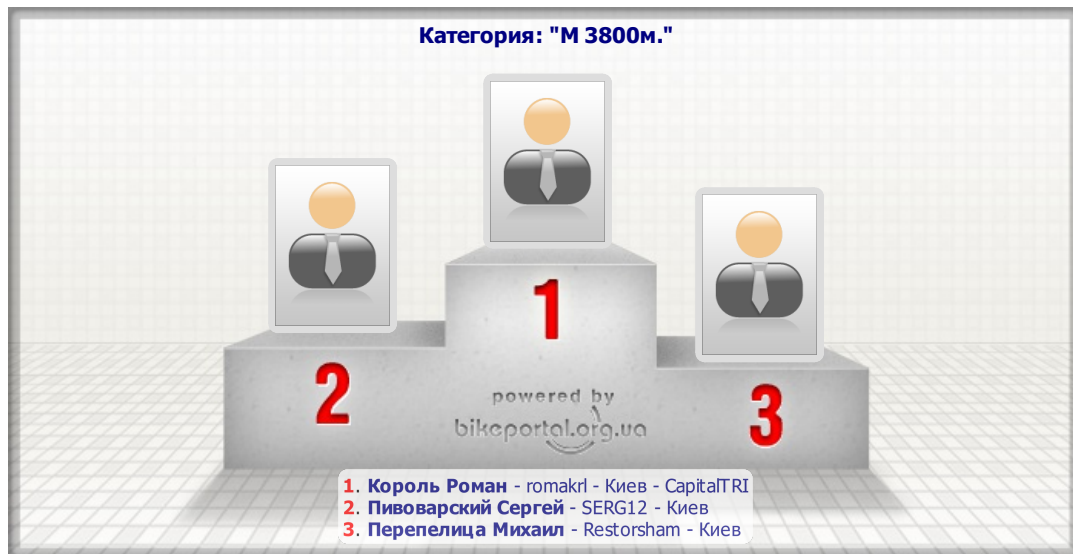 Категория: "М 3800м."
1
2
3
powered by
bikeportal.org.ua
1. Король Роман - romakrl - Киев - CapitalTRI
2. Пивоварский Сергей - SERG12 - Киев
3. Перепелица Михаил - Restorsham - Киев